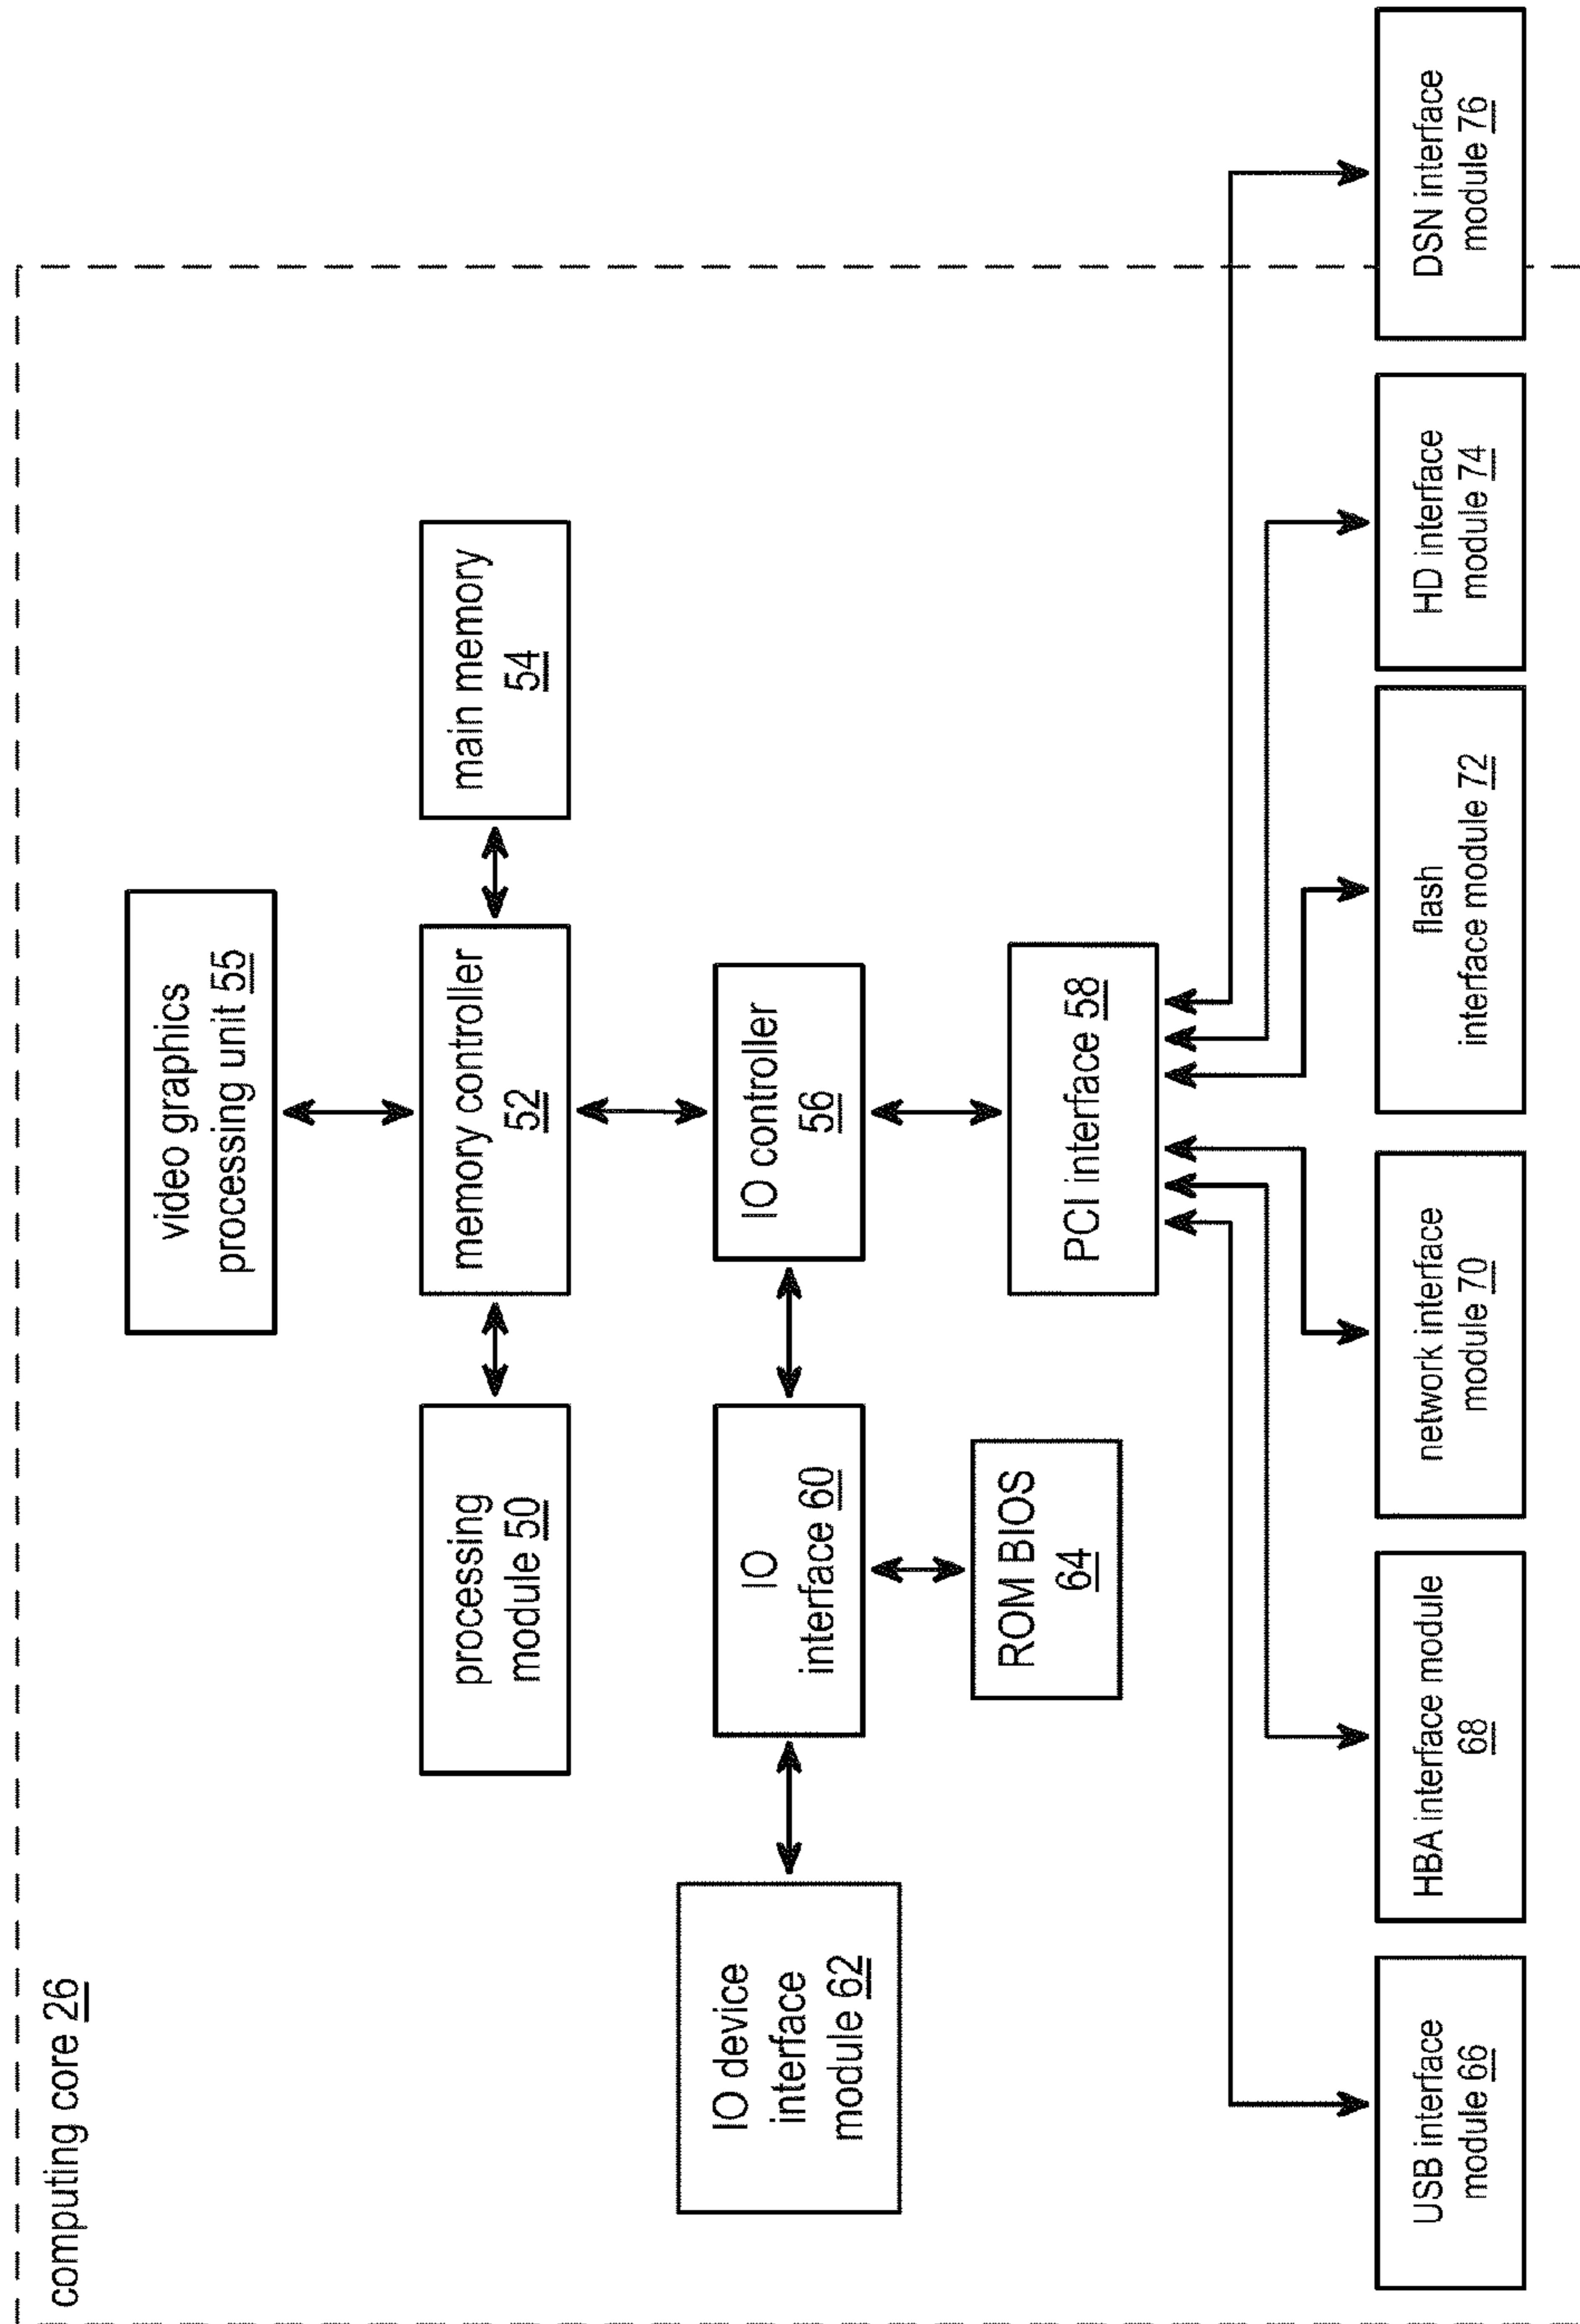 computing core 26
video graphics
processing unit 55
processing
module 50
memory controller
52
main memory
54
IO device
interface
module 62
IO
interface 60
IO controller
56
ROM BIOS
64
PCI interface 58
USB interface
module 66
HBA interface module
68
network interface
module 70
flash
interface module 72
HD interface
module 74
DSN interface
module 76